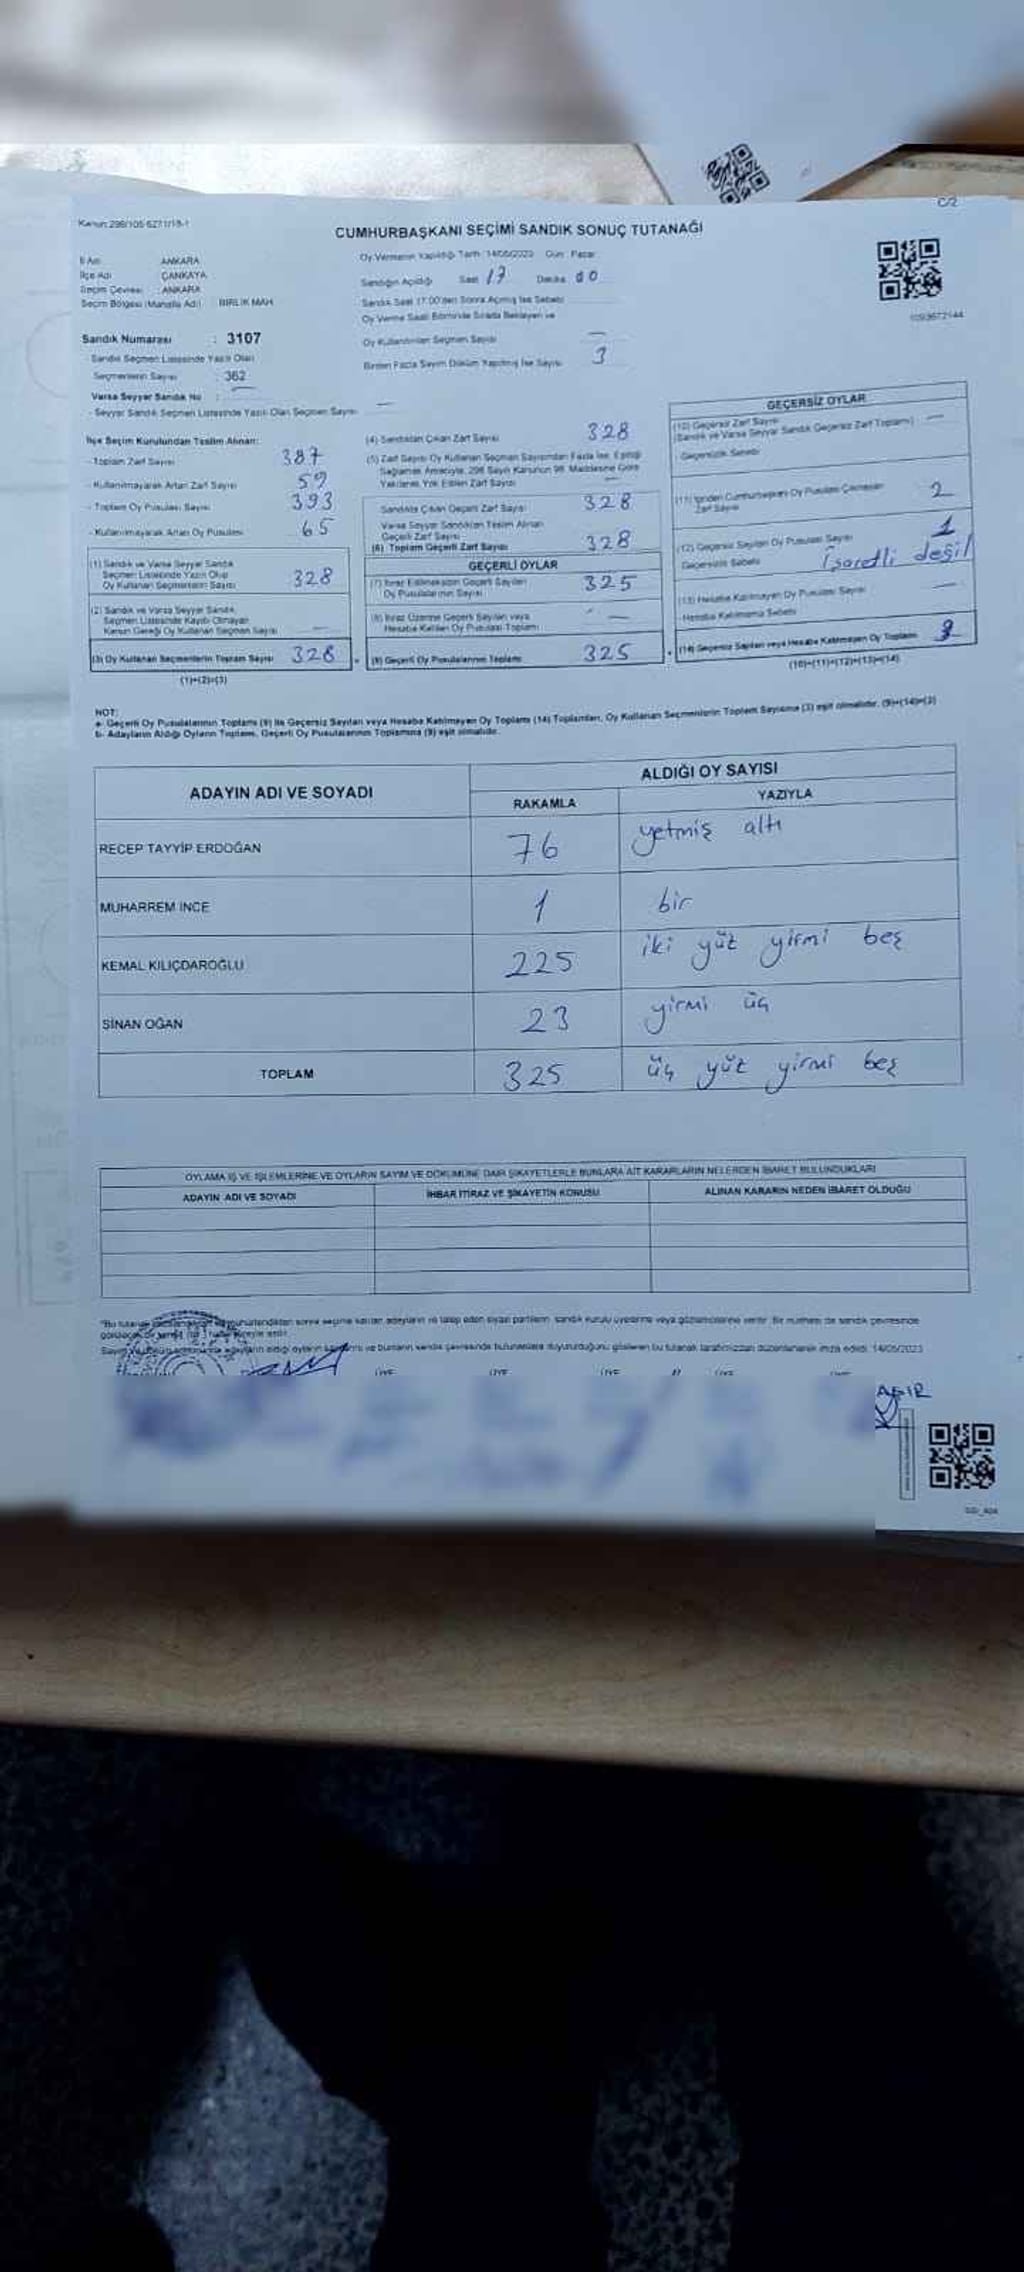 Kanun:298/105-6271/18-1
C/2
CUMHURBAŞKANI SEÇİMİ SANDIK SONUÇ TUTANAĞI
İl Adı ANKARA
İlçe Adı ÇANKAYA
Seçim Çevresi : ANKARA
Seçim Bölgesi (Mahalle Adı) BİRLİK MAH.
Sandık Numarası : 3107
Sandık Seçmen Listesinde Yazılı Olan
Seçmenlerin Sayısı : 362
Varsa Seyyar Sandık No : —
- Seyyar Sandık Seçmen Listesinde Yazılı Olan Seçmen Sayısı —
Oy Vermenin Yapıldığı Tarih 14/05/2023 Gün Pazar
Sandığın Açıldığı Saat 17 Dakika 00
Sandık Saat 17:00'den Sonra Açılmış İse Sebebi
Oy Verme Saati Bitiminde Sırada Bekleyen ve
Oy Kullandırılan Seçmen Sayısı —
Birden Fazla Sayım Döküm Yapılmış İse Sayısı 3
İlçe Seçim Kurulundan Teslim Alınan:
- Toplam Zarf Sayısı 387
- Kullanılmayarak Artan Zarf Sayısı 59
- Toplam Oy Pusulası Sayısı 393
- Kullanılmayarak Artan Oy Pusulası 65
(1) Sandık ve Varsa Seyyar Sandık
Seçmen Listesinde Yazılı Olup
Oy Kullanan Seçmenlerin Sayısı 328
(2) Sandık ve Varsa Seyyar Sandık
Seçmen Listesinde Kayıtlı Olmayan
Kanun Gereği Oy Kullanan Seçmen Sayısı —
(3) Oy Kullanan Seçmenlerin Toplam Sayısı 328
(1)+(2)=(3)
(4) Sandıktan Çıkan Zarf Sayısı 328
(5) Zarf Sayısı Oy Kullanan Seçmen Sayısından Fazla İse, Eşitliği
Sağlamak Amacıyla, 298 Sayılı Kanunun 98. Maddesine Göre
Yakılarak Yok Edilen Zarf Sayısı —
Sandıkta Çıkan Geçerli Zarf Sayısı 328
Varsa Seyyar Sandıktan Teslim Alınan
Geçerli Zarf Sayısı
(6) Toplam Geçerli Zarf Sayısı 328
GEÇERLİ OYLAR
(7) İtiraz Edilmeksizin Geçerli Sayılan
Oy Pusulalarının Sayısı 325
(8) İtiraz Üzerine Geçerli Sayılan veya
Hesaba Katılan Oy Pusulası Toplamı —
(9) Geçerli Oy Pusulalarının Toplamı 325
GEÇERSİZ OYLAR
(10) Geçersiz Zarf Sayısı
(Sandık ve Varsa Seyyar Sandık Geçersiz Zarf Toplamı) —
- Geçersizlik Sebebi
(11) İçinden Cumhurbaşkanı Oy Pusulası Çıkmayan
Zarf Sayısı 2
(12) Geçersiz Sayılan Oy Pusulası Sayısı 1
Geçersizlik Sebebi işaretli değil
(13) Hesaba Katılmayan Oy Pusulası Sayısı —
- Hesaba Katılmama Sebebi
(14) Geçersiz Sayılan veya Hesaba Katılmayan Oy Toplamı 3
(10)+(11)+(12)+(13)=(14)
NOT:
a- Geçerli Oy Pusulalarının Toplamı (9) ile Geçersiz Sayılan veya Hesaba Katılmayan Oy Toplamı (14) Toplamları, Oy Kullanan Seçmenlerin Toplam Sayısına (3) eşit olmalıdır. (9)+(14)=(3)
b- Adayların Aldığı Oyların Toplamı, Geçerli Oy Pusulalarının Toplamına (9) eşit olmalıdır.
ADAYIN ADI VE SOYADI
ALDIĞI OY SAYISI
RAKAMLA YAZIYLA
RECEP TAYYİP ERDOĞAN 76 yetmiş altı
MUHARREM İNCE 1 bir
KEMAL KILIÇDAROĞLU 225 iki yüz yirmi beş
SİNAN OĞAN 23 yirmi üç
TOPLAM 325 üç yüz yirmi beş
OYLAMA İŞ VE İŞLEMLERİNE VE OYLARIN SAYIM VE DÖKÜMÜNE DAİR ŞİKAYETLERLE BUNLARA AİT KARARLARIN NELERDEN İBARET BULUNDUKLARI
ADAYIN ADI VE SOYADI İHBAR İTİRAZ VE ŞİKAYETİN KONUSU ALINAN KARARIN NEDEN İBARET OLDUĞU
sonra seçime katılan adayların ve talep eden siyasi partilerin sandık kurulu üyelerine veya gözlemcilerine verilir. Bir nüshası da sandık çevresinde
ve bunların sandık çevresinde bulunanlara duyurulduğunu gösteren bu tutanak tarafımızdan düzenlenerek imza edildi. 14/05/2023
ÜYE ÜYE ÜYE ÜYE